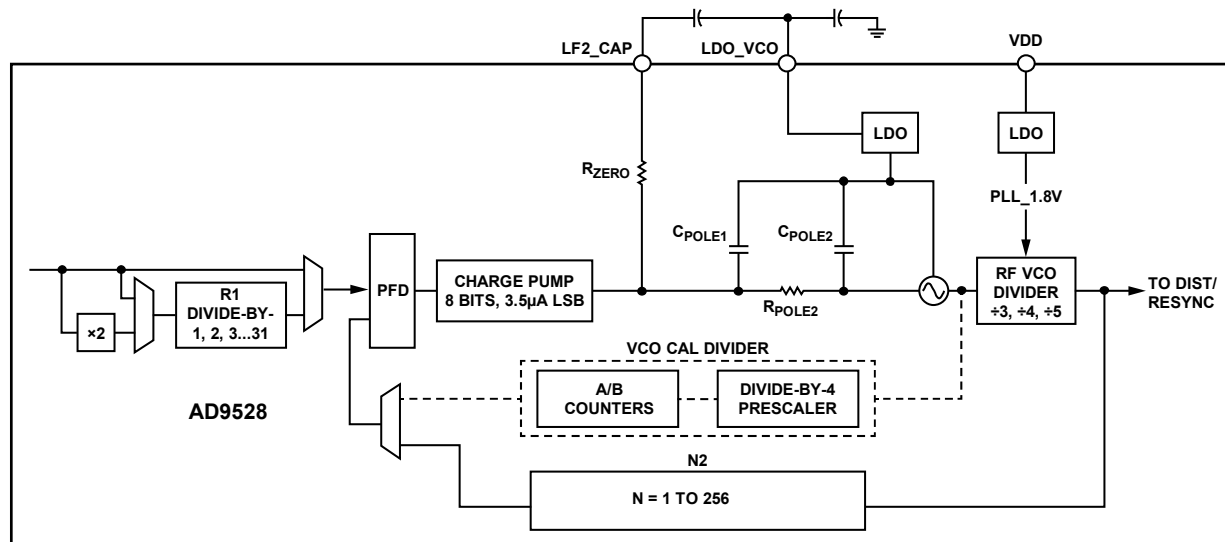 LF2_CAP
LDO_VCO
VDD
LDO
LDO
RZERO
PLL_1.8V
CPOLE1
CPOLE2
R1
DIVIDE-BY-
1, 2, 3...31
×2
PFD
CHARGE PUMP
8 BITS, 3.5µA LSB
RPOLE2
RF VCO
DIVIDER
÷3, ÷4, ÷5
TO DIST/
RESYNC
VCO CAL DIVIDER
A/B
COUNTERS
DIVIDE-BY-4
PRESCALER
AD9528
N2
N = 1 TO 256